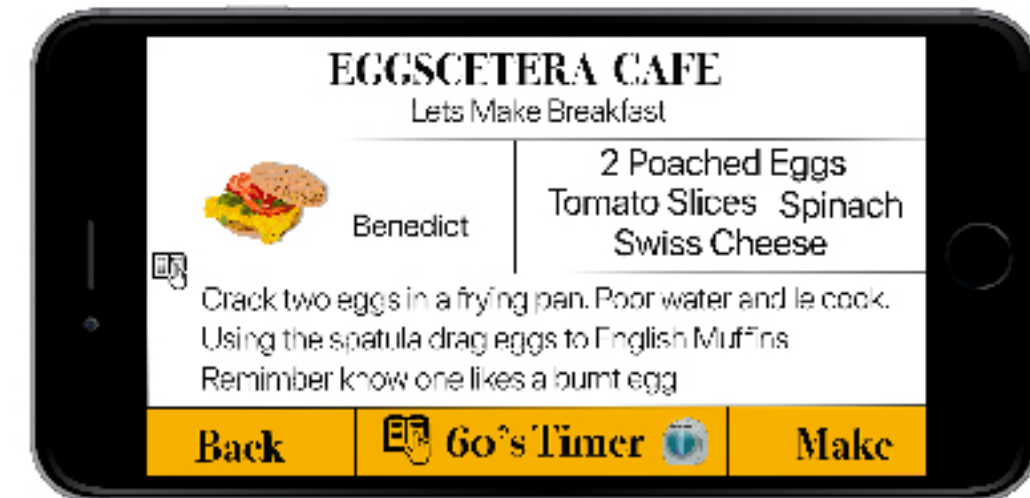 EGGSCETERA CAFE
Lets Make Breakfast
Benedict
2 Poached Eggs
Tomato Slices Spinach
Swiss Cheese
Crack two eggs in a frying pan. Poor water and le cook.
Using the spatula drag eggs to English Muffins
Remimber know one likes a burnt egg
Back
60's Timer
Make